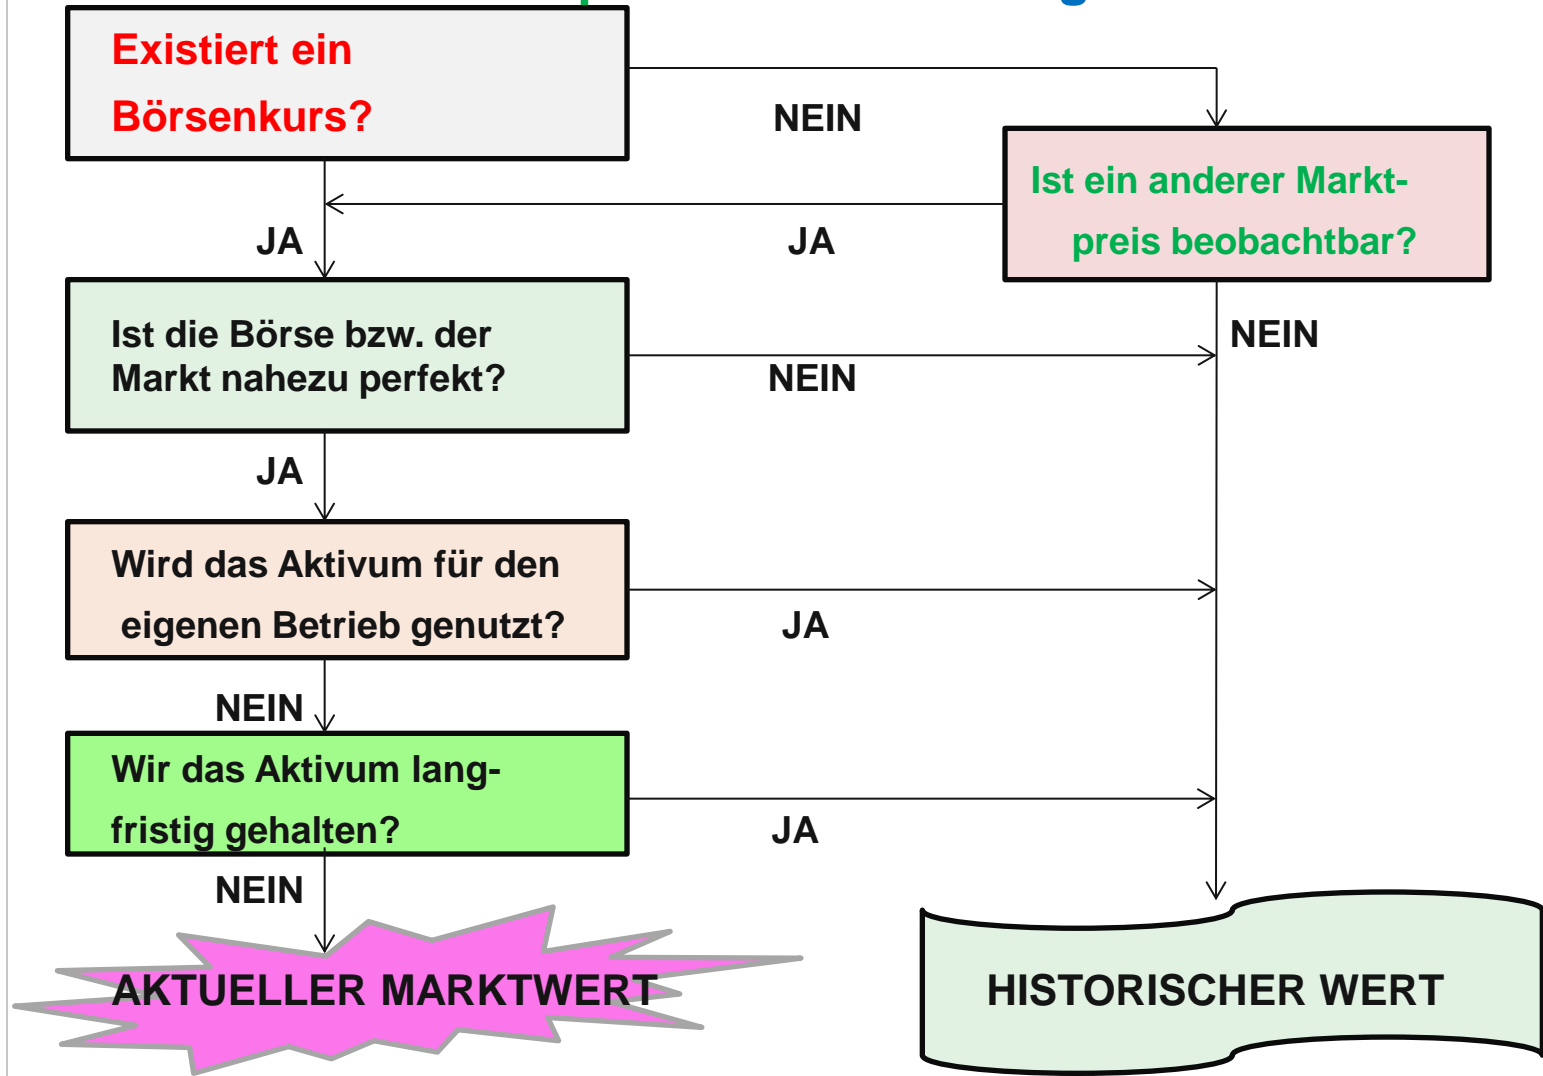 Existiert ein
Börsenkurs?
NEIN
Ist ein anderer Markt-
preis beobachtbar?
JA
JA
Ist die Börse bzw. der
Markt nahezu perfekt?
NEIN
NEIN
JA
Wird das Aktivum für den
eigenen Betrieb genutzt?
JA
NEIN
Wir das Aktivum lang-
fristig gehalten?
JA
NEIN
AKTUELLER MARKTWERT
HISTORISCHER WERT